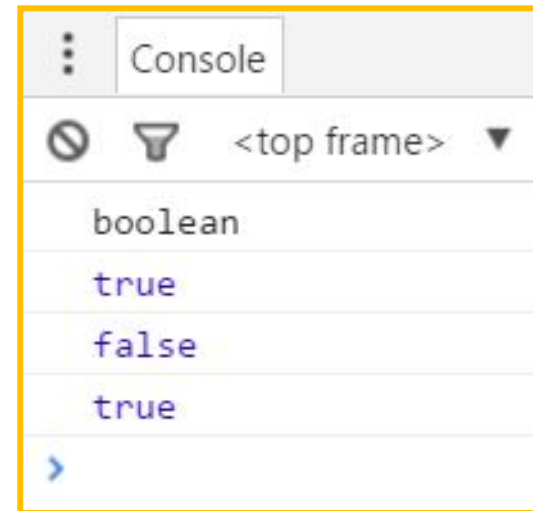 Console
<top frame> ▼
boolean
true
false
true
>